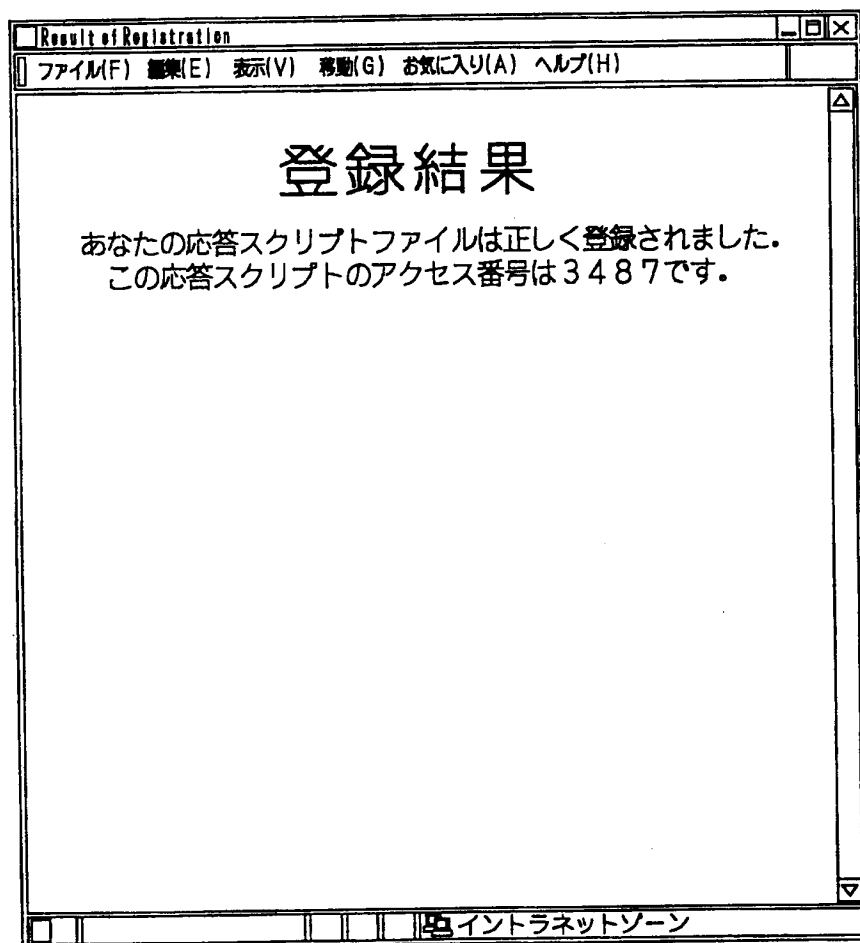 Result of Registration
ファイル(F) 編集(E) 表示(V) 移動(G) お気に入り(A) ヘルプ(H)
登録結果
あなたの応答スクリプトファイルは正しく登録されました.
この応答スクリプトのアクセス番号は3487です.
イントラネットゾーン